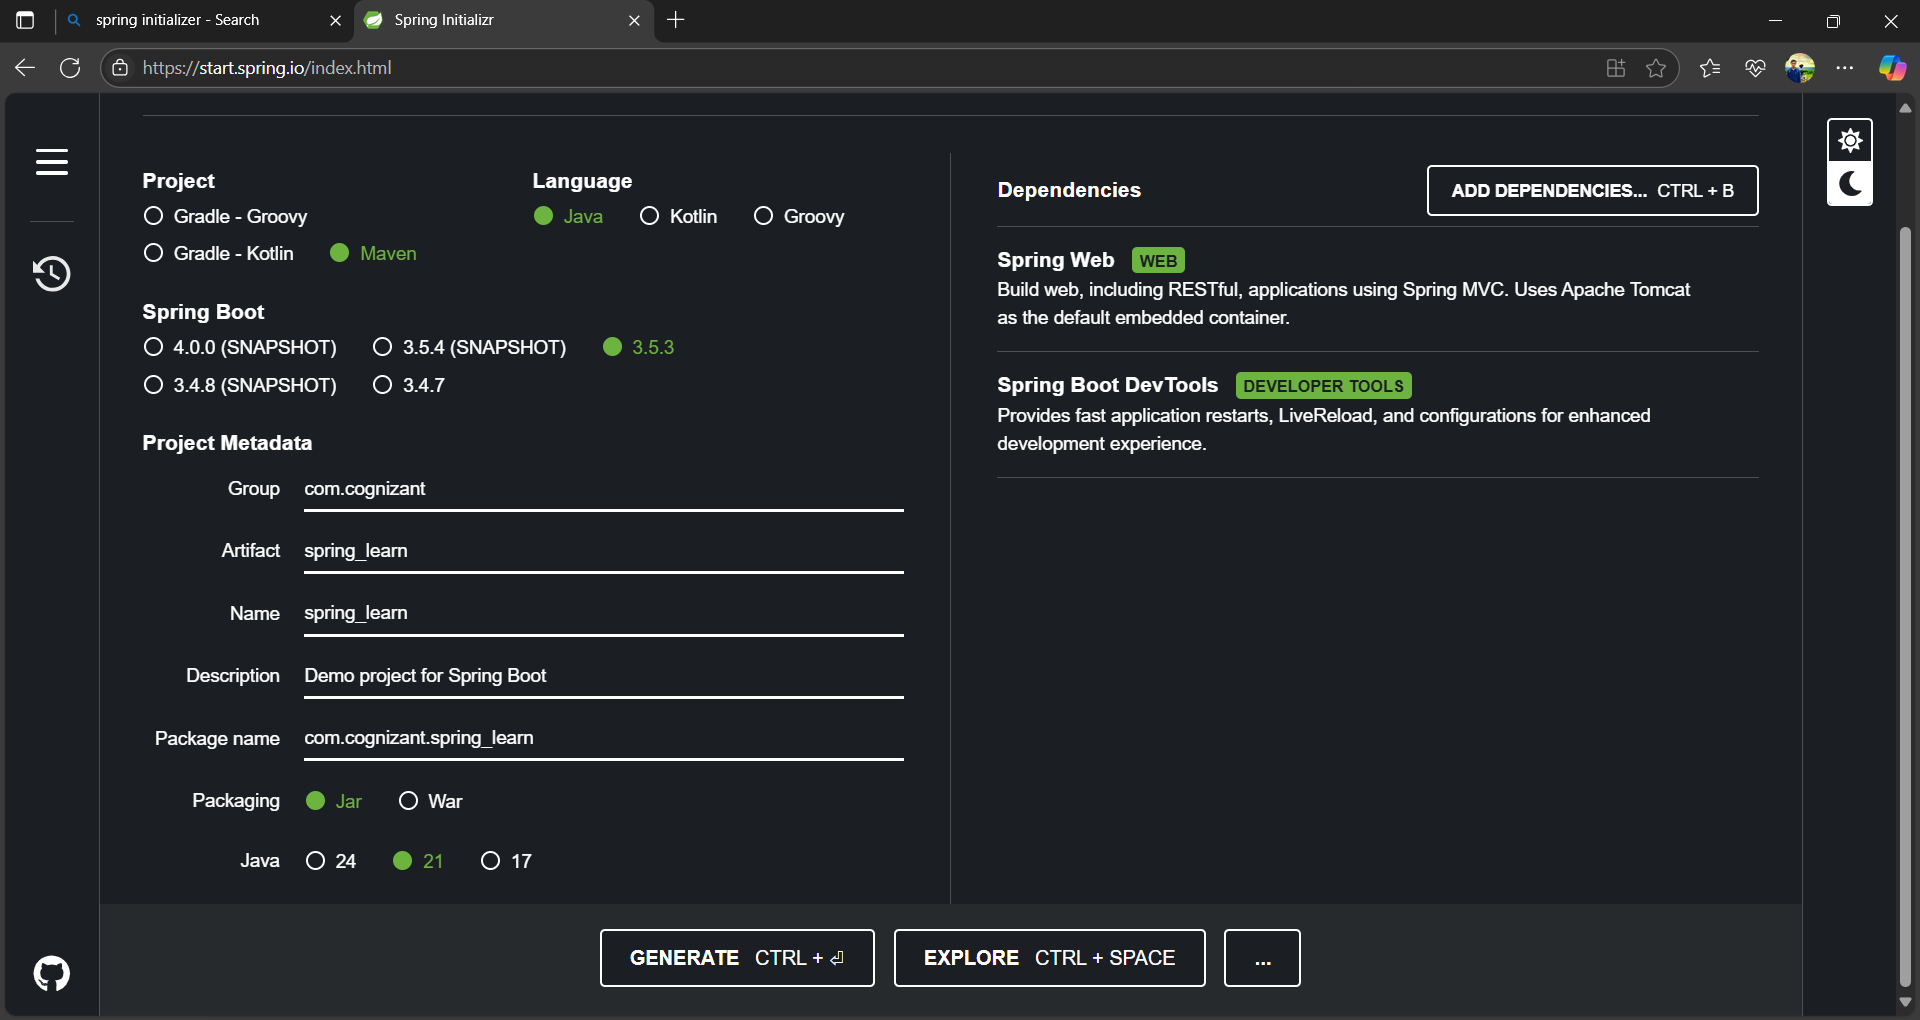 spring initializer - Search
Spring Initializr
https://start.spring.io/index.html
Project
Gradle - Groovy
Gradle - Kotlin
Maven
Language
Java
Kotlin
Groovy
Spring Boot
4.0.0 (SNAPSHOT)
3.5.4 (SNAPSHOT)
3.5.3
3.4.8 (SNAPSHOT)
3.4.7
Project Metadata
Group
com.cognizant
Artifact
spring_learn
Name
spring_learn
Description
Demo project for Spring Boot
Package name
com.cognizant.spring_learn
Packaging
Jar
War
Java
24
21
17
Dependencies
ADD DEPENDENCIES... CTRL + B
Spring Web WEB
Build web, including RESTful, applications using Spring MVC. Uses Apache Tomcat
as the default embedded container.
Spring Boot DevTools DEVELOPER TOOLS
Provides fast application restarts, LiveReload, and configurations for enhanced
development experience.
GENERATE CTRL + ⏎
EXPLORE CTRL + SPACE
...